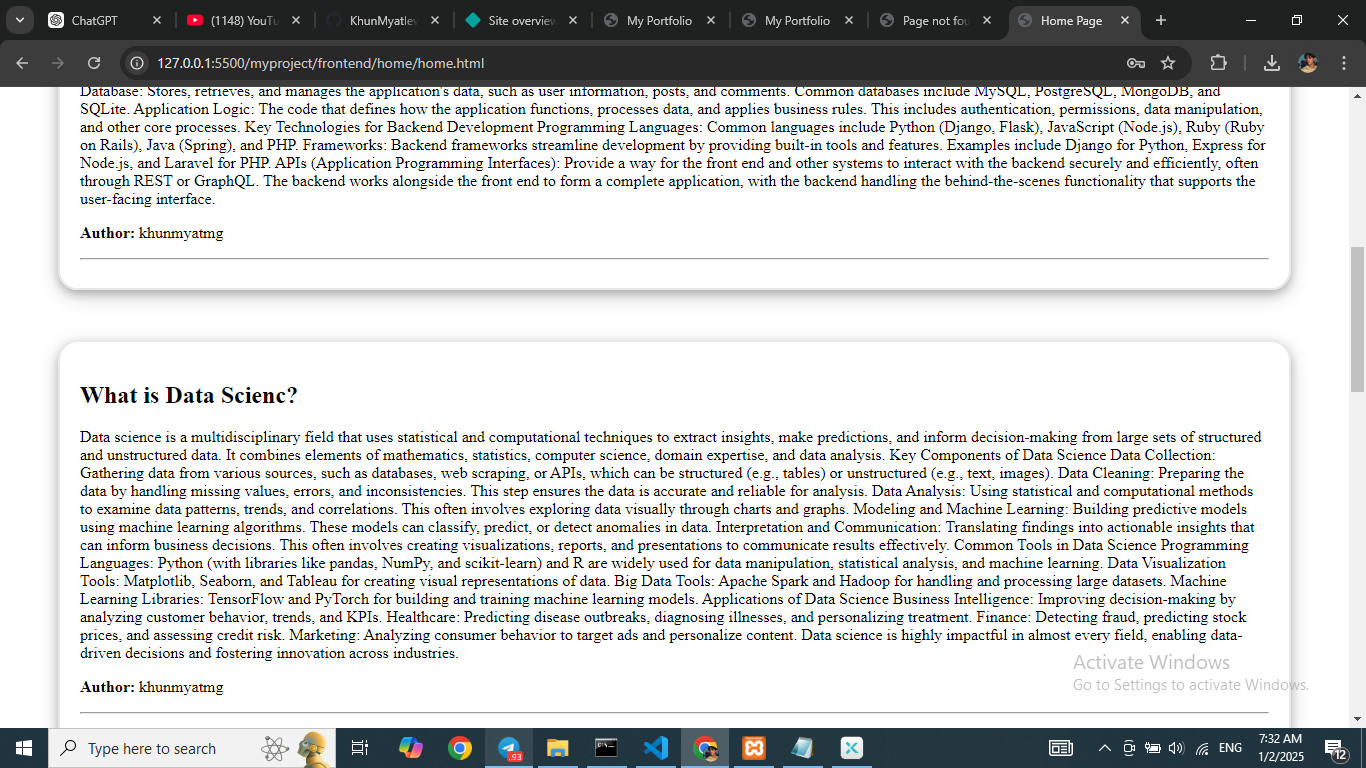 ChatGPT
(1148) YouTu
KhunMyatlev
Site overview
My Portfolio
My Portfolio
Page not fou
Home Page
127.0.0.1:5500/myproject/frontend/home/home.html
Database: Stores, retrieves, and manages the application's data, such as user information, posts, and comments. Common databases include MySQL, PostgreSQL, MongoDB, and
SQLite. Application Logic: The code that defines how the application functions, processes data, and applies business rules. This includes authentication, permissions, data manipulation,
and other core processes. Key Technologies for Backend Development Programming Languages: Common languages include Python (Django, Flask), JavaScript (Node.js), Ruby (Ruby
on Rails), Java (Spring), and PHP. Frameworks: Backend frameworks streamline development by providing built-in tools and features. Examples include Django for Python, Express for
Node.js, and Laravel for PHP. APIs (Application Programming Interfaces): Provide a way for the front end and other systems to interact with the backend securely and efficiently, often
through REST or GraphQL. The backend works alongside the front end to form a complete application, with the backend handling the behind-the-scenes functionality that supports the
user-facing interface.
Author: khunmyatmg
What is Data Scienc?
Data science is a multidisciplinary field that uses statistical and computational techniques to extract insights, make predictions, and inform decision-making from large sets of structured
and unstructured data. It combines elements of mathematics, statistics, computer science, domain expertise, and data analysis. Key Components of Data Science Data Collection:
Gathering data from various sources, such as databases, web scraping, or APIs, which can be structured (e.g., tables) or unstructured (e.g., text, images). Data Cleaning: Preparing the
data by handling missing values, errors, and inconsistencies. This step ensures the data is accurate and reliable for analysis. Data Analysis: Using statistical and computational methods
to examine data patterns, trends, and correlations. This often involves exploring data visually through charts and graphs. Modeling and Machine Learning: Building predictive models
using machine learning algorithms. These models can classify, predict, or detect anomalies in data. Interpretation and Communication: Translating findings into actionable insights that
can inform business decisions. This often involves creating visualizations, reports, and presentations to communicate results effectively. Common Tools in Data Science Programming
Languages: Python (with libraries like pandas, NumPy, and scikit-learn) and R are widely used for data manipulation, statistical analysis, and machine learning. Data Visualization
Tools: Matplotlib, Seaborn, and Tableau for creating visual representations of data. Big Data Tools: Apache Spark and Hadoop for handling and processing large datasets. Machine
Learning Libraries: TensorFlow and PyTorch for building and training machine learning models. Applications of Data Science Business Intelligence: Improving decision-making by
analyzing customer behavior, trends, and KPIs. Healthcare: Predicting disease outbreaks, diagnosing illnesses, and personalizing treatment. Finance: Detecting fraud, predicting stock
prices, and assessing credit risk. Marketing: Analyzing consumer behavior to target ads and personalize content. Data science is highly impactful in almost every field, enabling data-
driven decisions and fostering innovation across industries.
Author: khunmyatmg
Activate Windows
Go to Settings to activate Windows.
Type here to search
.93
ENG
7:32 AM
1/2/2025
12